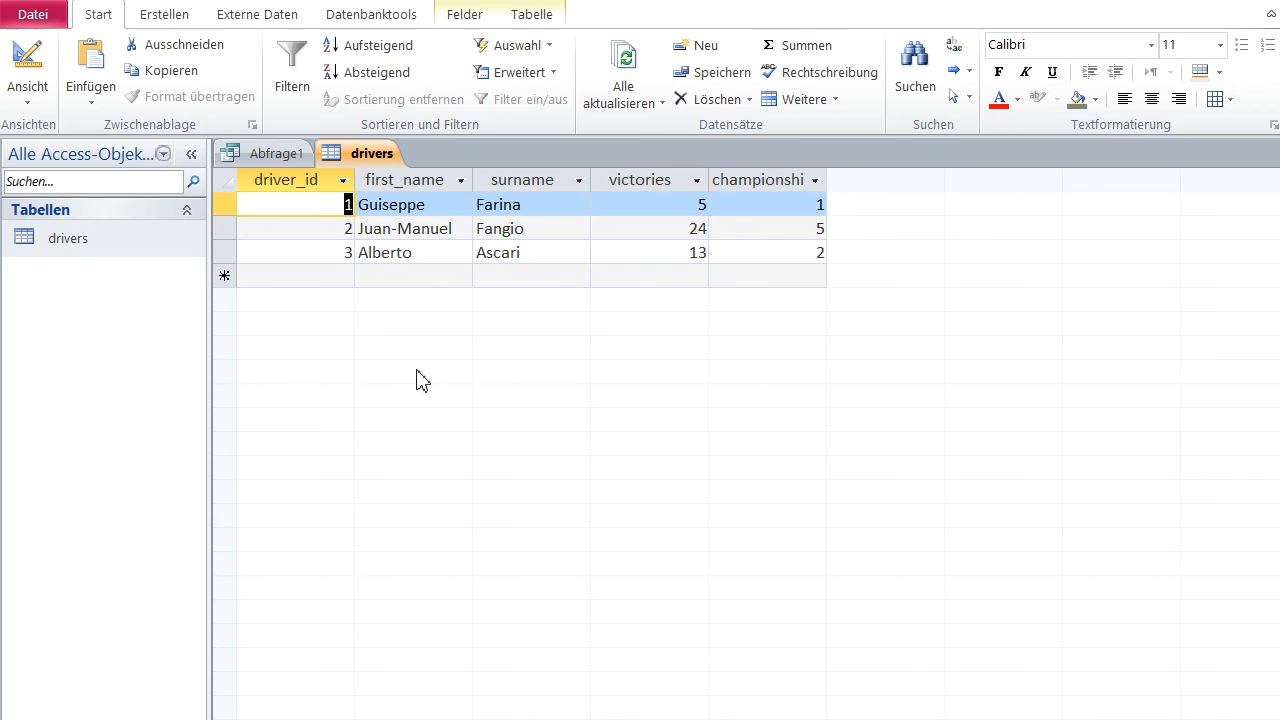 Datei Start Erstellen Externe Daten Datenbanktools Felder Tabelle
Ansicht
Ansichten
Einfügen
Ausschneiden
Kopieren
Format übertragen
Zwischenablage
Filtern
Aufsteigend
Absteigend
Sortierung entfernen
Auswahl
Erweitert
Filter ein/aus
Sortieren und Filtern
Alle
aktualisieren
Neu
Speichern
Löschen
Summen
Rechtschreibung
Weitere
Datensätze
Suchen
Suchen
Calibri 11
F K U
Textformatierung
Alle Access-Objek...
Suchen...
Tabellen
drivers
Abfrage1 drivers
driver_id first_name surname victories championshi
1 Guiseppe Farina 5 1
2 Juan-Manuel Fangio 24 5
3 Alberto Ascari 13 2